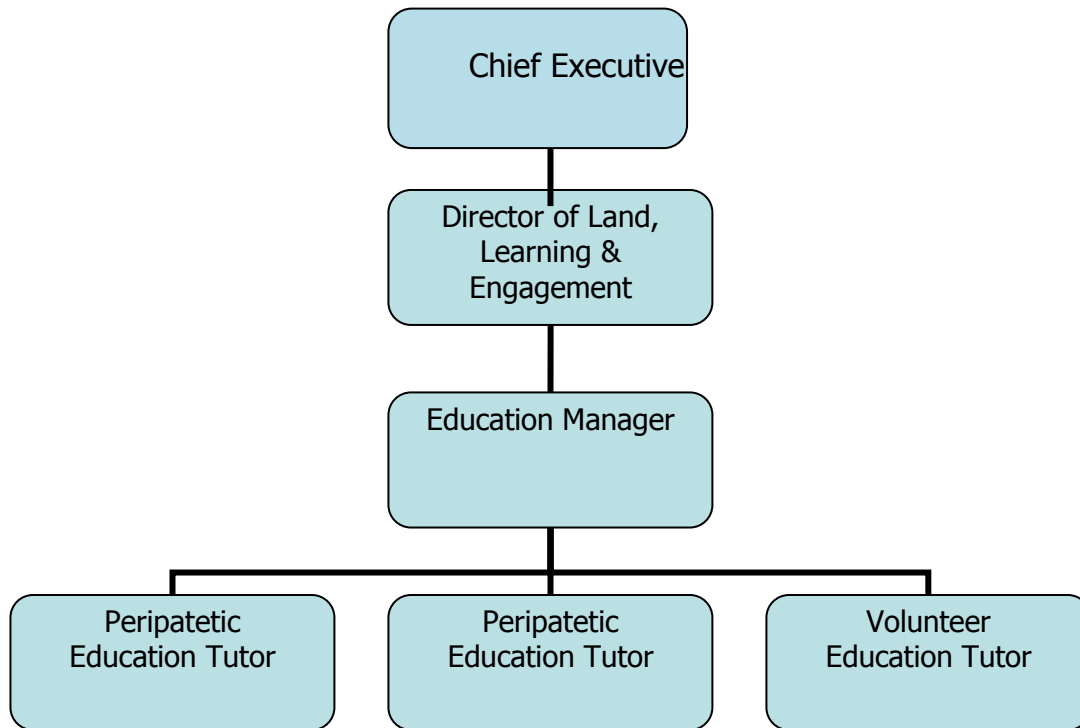 Chief Executive
Director of Land,
Learning &
Engagement
Education Manager
Peripatetic
Education Tutor
Peripatetic
Education Tutor
Volunteer
Education Tutor